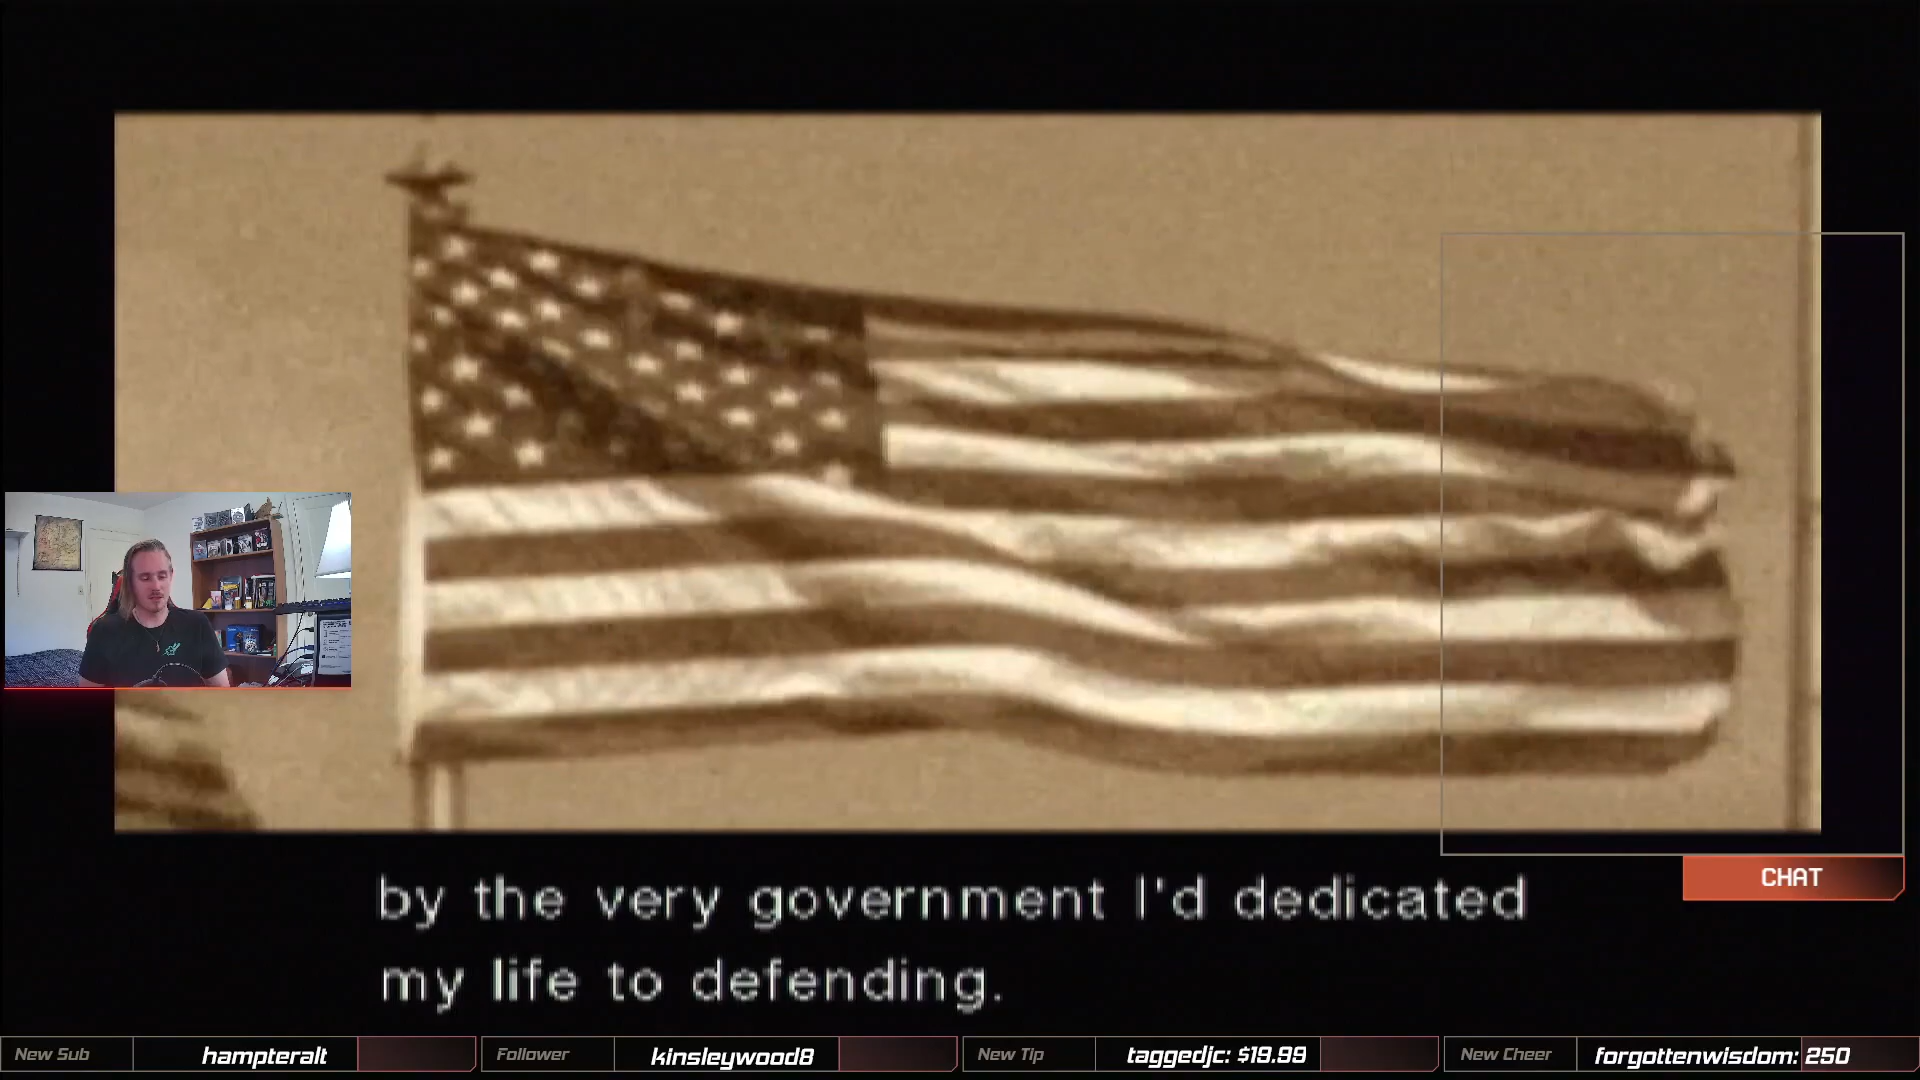 by the very government I'd dedicated
my life to defending.
CHAT
New Sub hampteralt Follower kinsleywood8 New Tip taggedjc: $19.99 New Cheer forgottenwisdom: 250